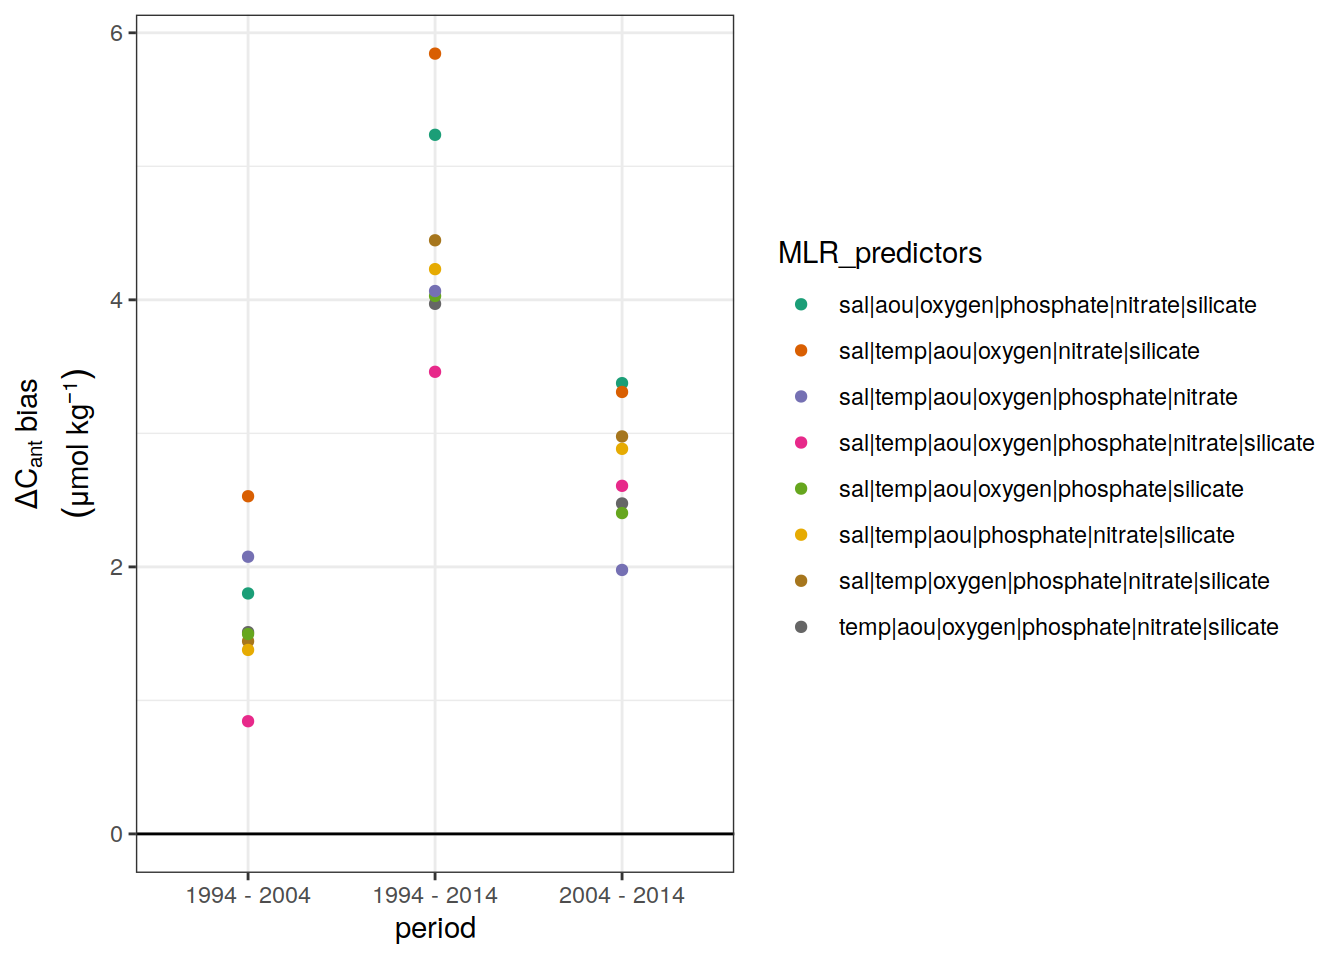 6
4
2
0
ΔCant bias
(μmol kg⁻¹)
1994 - 2004
1994 - 2014
2004 - 2014
period
MLR_predictors
sal|aou|oxygen|phosphate|nitrate|silicate
sal|temp|aou|oxygen|nitrate|silicate
sal|temp|aou|oxygen|phosphate|nitrate
sal|temp|aou|oxygen|phosphate|nitrate|silicate
sal|temp|aou|oxygen|phosphate|silicate
sal|temp|aou|phosphate|nitrate|silicate
sal|temp|oxygen|phosphate|nitrate|silicate
temp|aou|oxygen|phosphate|nitrate|silicate